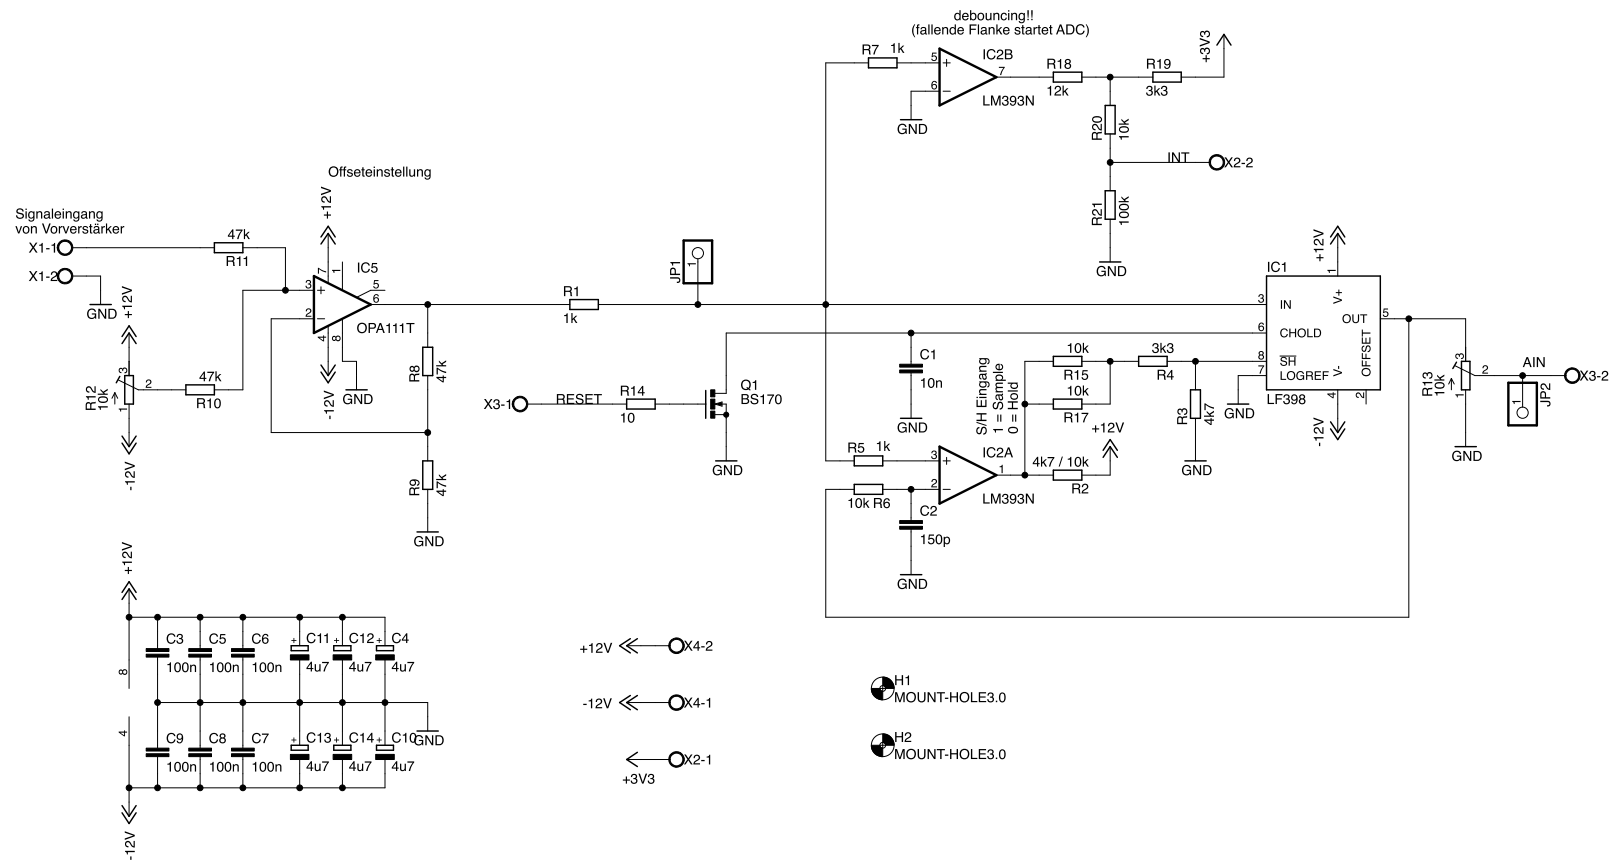 debouncing!!
(fallende Flanke startet ADC)
R7 1k
5
+
6
−
7
IC2B
LM393N
GND
R18
12k
R19
3k3
+3V3
R20
10k
INT
X2-2
R21
100k
GND
Offseteinstellung
Signaleingang
von Vorverstärker
X1-1
X1-2
GND
47k
R11
+12V
-12V
R12
10k
3
2
1
47k
R10
+12V
7
1
IC5
3
+
2
−
5
6
4
8
OPA111T
-12V
GND
R8
47k
R9
47k
GND
R1
1k
JP1
1
X3-1
RESET
R14
10
Q1
BS170
GND
C1
10n
GND
S/H Eingang
1 = Sample
0 = Hold
10k
R15
10k
R17
3k3
R4
R3
4k7
GND
R5 1k
3
+
2
−
1
IC2A
LM393N
4k7 / 10k
R2
+12V
10k R6
C2
150p
GND
IC1
+12V
1
V+
3
IN
6
CHOLD
8
SH
7
LOGREF
OUT
5
V-
OFFSET
4
2
LF398
GND
-12V
R13
10k
3
2
1
GND
AIN
X3-2
JP2
1
+12V
8
4
-12V
C3
100n
C5
100n
C6
100n
+
C11
4u7
+
C12
4u7
+
C4
4u7
GND
C9
100n
C8
100n
C7
100n
+
C13
4u7
+
C14
4u7
+
C10
4u7
+12V
X4-2
-12V
X4-1
+3V3
X2-1
H1
MOUNT-HOLE3.0
H2
MOUNT-HOLE3.0